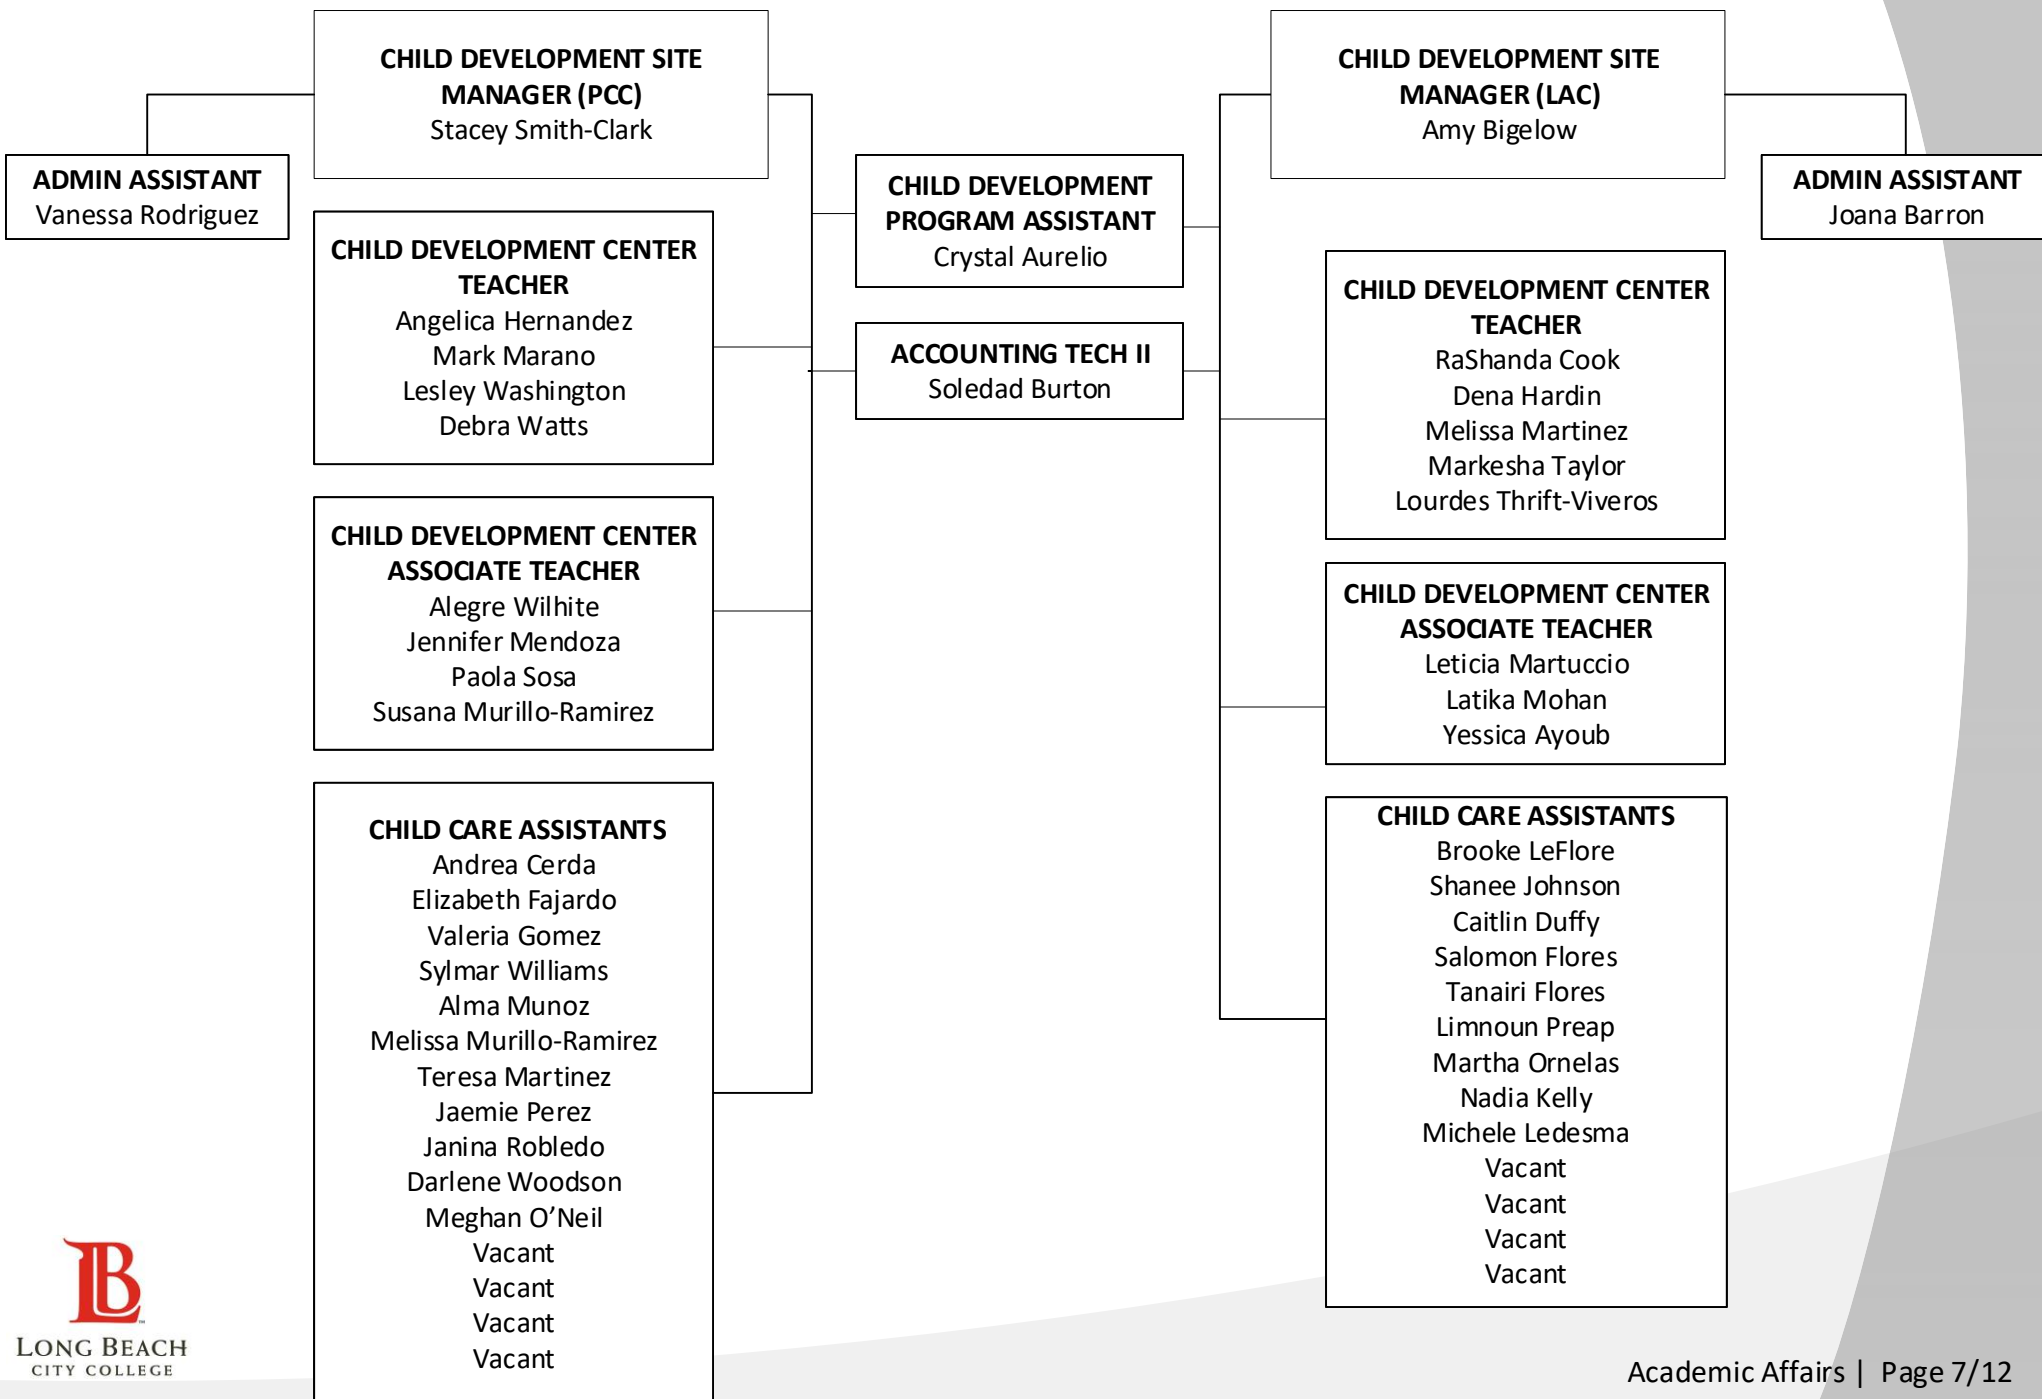 CHILD DEVELOPMENT SITE
MANAGER (PCC)
Stacey Smith-Clark
CHILD DEVELOPMENT SITE
MANAGER (LAC)
Amy Bigelow
ADMIN ASSISTANT
Vanessa Rodriguez
CHILD DEVELOPMENT
PROGRAM ASSISTANT
Crystal Aurelio
ADMIN ASSISTANT
Joana Barron
CHILD DEVELOPMENT CENTER
TEACHER
Angelica Hernandez
Mark Marano
Lesley Washington
Debra Watts
ACCOUNTING TECH II
Soledad Burton
CHILD DEVELOPMENT CENTER
TEACHER
RaShanda Cook
Dena Hardin
Melissa Martinez
Markesha Taylor
Lourdes Thrift-Viveros
CHILD DEVELOPMENT CENTER
ASSOCIATE TEACHER
Alegre Wilhite
Jennifer Mendoza
Paola Sosa
Susana Murillo-Ramirez
CHILD DEVELOPMENT CENTER
ASSOCIATE TEACHER
Leticia Martuccio
Latika Mohan
Yessica Ayoub
CHILD CARE ASSISTANTS
Andrea Cerda
Elizabeth Fajardo
Valeria Gomez
Sylmar Williams
Alma Munoz
Melissa Murillo-Ramirez
Teresa Martinez
Jaemie Perez
Janina Robledo
Darlene Woodson
Meghan O’Neil
Vacant
Vacant
Vacant
Vacant
CHILD CARE ASSISTANTS
Brooke LeFlore
Shanee Johnson
Caitlin Duffy
Salomon Flores
Tanairi Flores
Limnoun Preap
Martha Ornelas
Nadia Kelly
Michele Ledesma
Vacant
Vacant
Vacant
Vacant
LB
LONG BEACH
CITY COLLEGE
Academic Affairs | Page 7/12